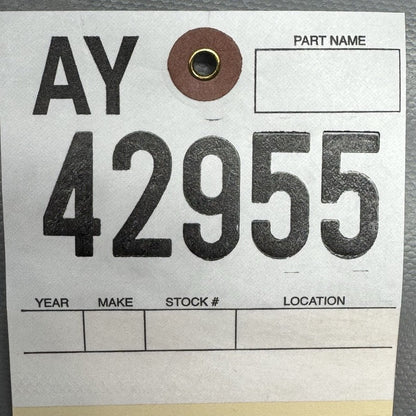 AY
PART NAME
42955
YEAR MAKE STOCK # LOCATION